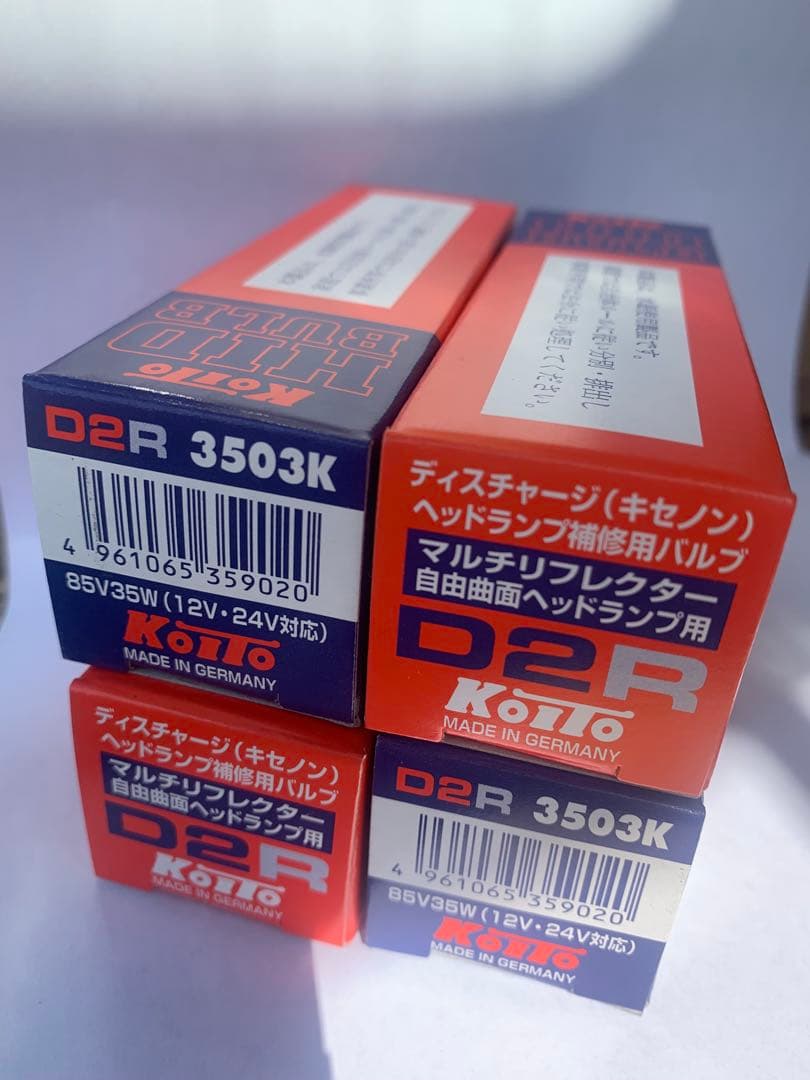 Koito
HID
BULB
D2R 3503K
4 961065 359020
85V35W(12V・24V対応)
Koito
MADE IN GERMANY
ディスチャージ(キセノン)
ヘッドランプ補修用バルブ
マルチリフレクター
自由曲面ヘッドランプ用
D2R
Koito
MADE IN GERMANY
ディスチャージ(キセノン)
ヘッドランプ補修用バルブ
マルチリフレクター
自由曲面ヘッドランプ用
D2R
Koito
MADE IN GERMANY
D2R 3503K
4 961065 359020
85V35W(12V・24V対応)
Koito
MADE IN GERMANY